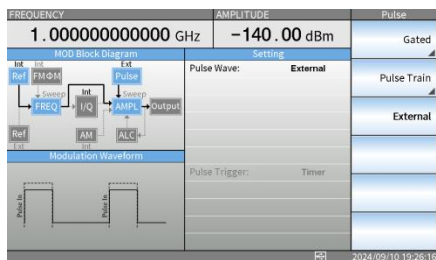 FREQUENCY
AMPLITUDE
Pulse
1.000000000000 GHz
−140.00 dBm
Gated
MOD Block Diagram
Setting
Int
Int
Ext
Ref
FMΦM
Pulse
Pulse Wave:
External
Pulse Train
Sweep
Int
Sweep
FREQ
I/Q
AMPL
Output
External
Ref
AM
ALC
Ext
Int
Modulation Waveform
Pulse Trigger:
Timer
Pulse In
Pulse In
2024/09/10 19:26:16